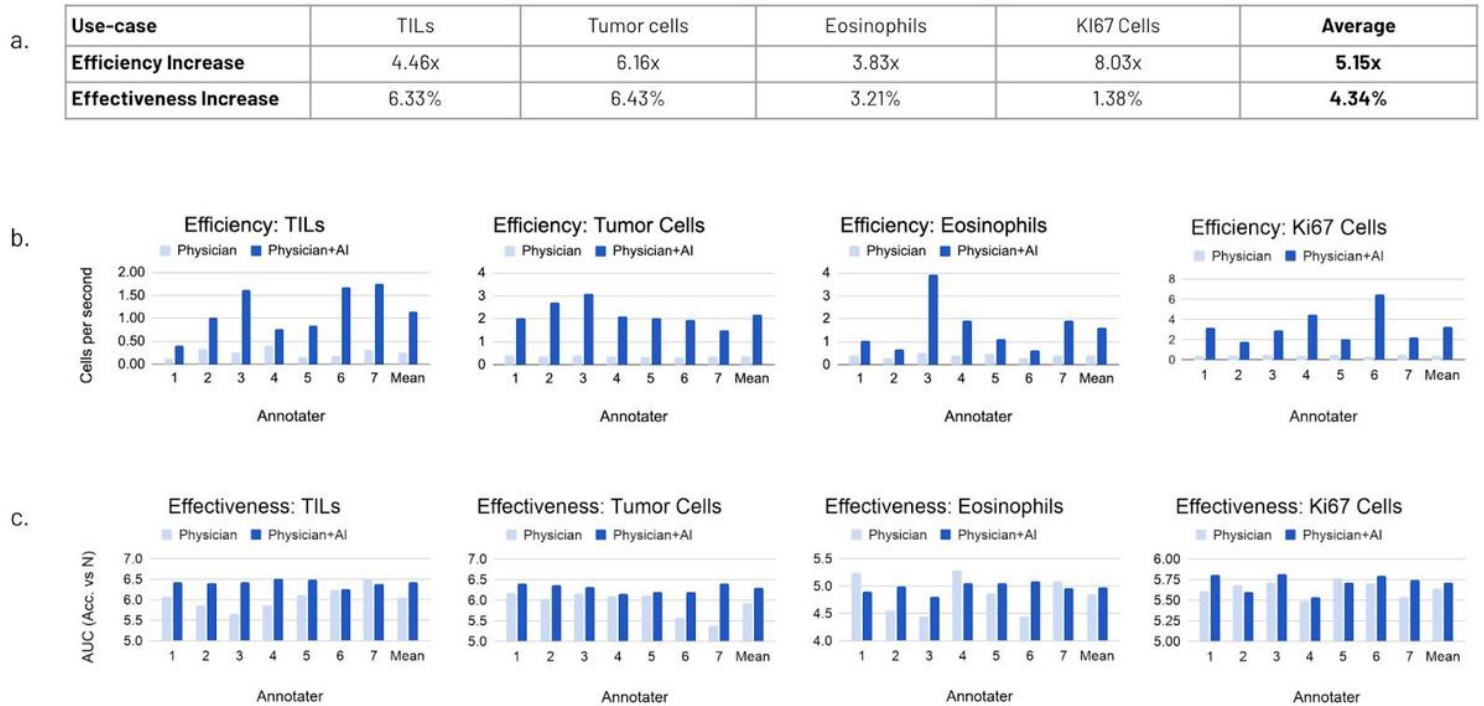 a.
Use-case TILs Tumor cells Eosinophils KI67 Cells Average
Efficiency Increase 4.46x 6.16x 3.83x 8.03x 5.15x
Effectiveness Increase 6.33% 6.43% 3.21% 1.38% 4.34%
b.
Efficiency: TILs
Physician Physician+AI
Cells per second
2.00
1.50
1.00
0.50
0.00
1 2 3 4 5 6 7 Mean
Annotater
Efficiency: Tumor Cells
Physician Physician+AI
4
3
2
1
0
1 2 3 4 5 6 7 Mean
Annotater
Efficiency: Eosinophils
Physician Physician+AI
4
3
2
1
0
1 2 3 4 5 6 7 Mean
Annotater
Efficiency: Ki67 Cells
Physician Physician+AI
8
6
4
2
0
1 2 3 4 5 6 7 Mean
Annotater
c.
Effectiveness: TILs
Physician Physician+AI
AUC (Acc. vs N)
7.0
6.5
6.0
5.5
5.0
1 2 3 4 5 6 7 Mean
Annotater
Effectiveness: Tumor Cells
Physician Physician+AI
7.0
6.5
6.0
5.5
5.0
1 2 3 4 5 6 7 Mean
Annotater
Effectiveness: Eosinophils
Physician Physician+AI
5.5
5.0
4.5
4.0
1 2 3 4 5 6 7 Mean
Annotater
Effectiveness: Ki67 Cells
Physician Physician+AI
6.00
5.75
5.50
5.25
5.00
1 2 3 4 5 6 7 Mean
Annotater